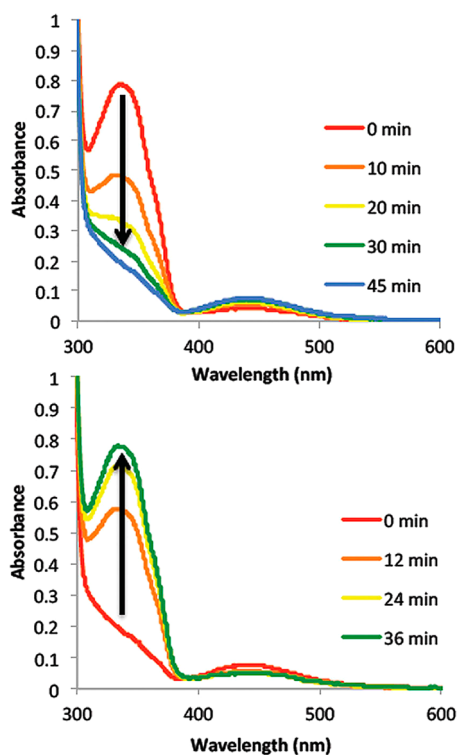 1
0.9
0.8
0.7
0.6
0.5
0.4
0.3
0.2
0.1
0
Absorbance
300 400 500 600
Wavelength (nm)
0 min
10 min
20 min
30 min
45 min
1
0.9
0.8
0.7
0.6
0.5
0.4
0.3
0.2
0.1
0
Absorbance
300 400 500 600
Wavelength (nm)
0 min
12 min
24 min
36 min